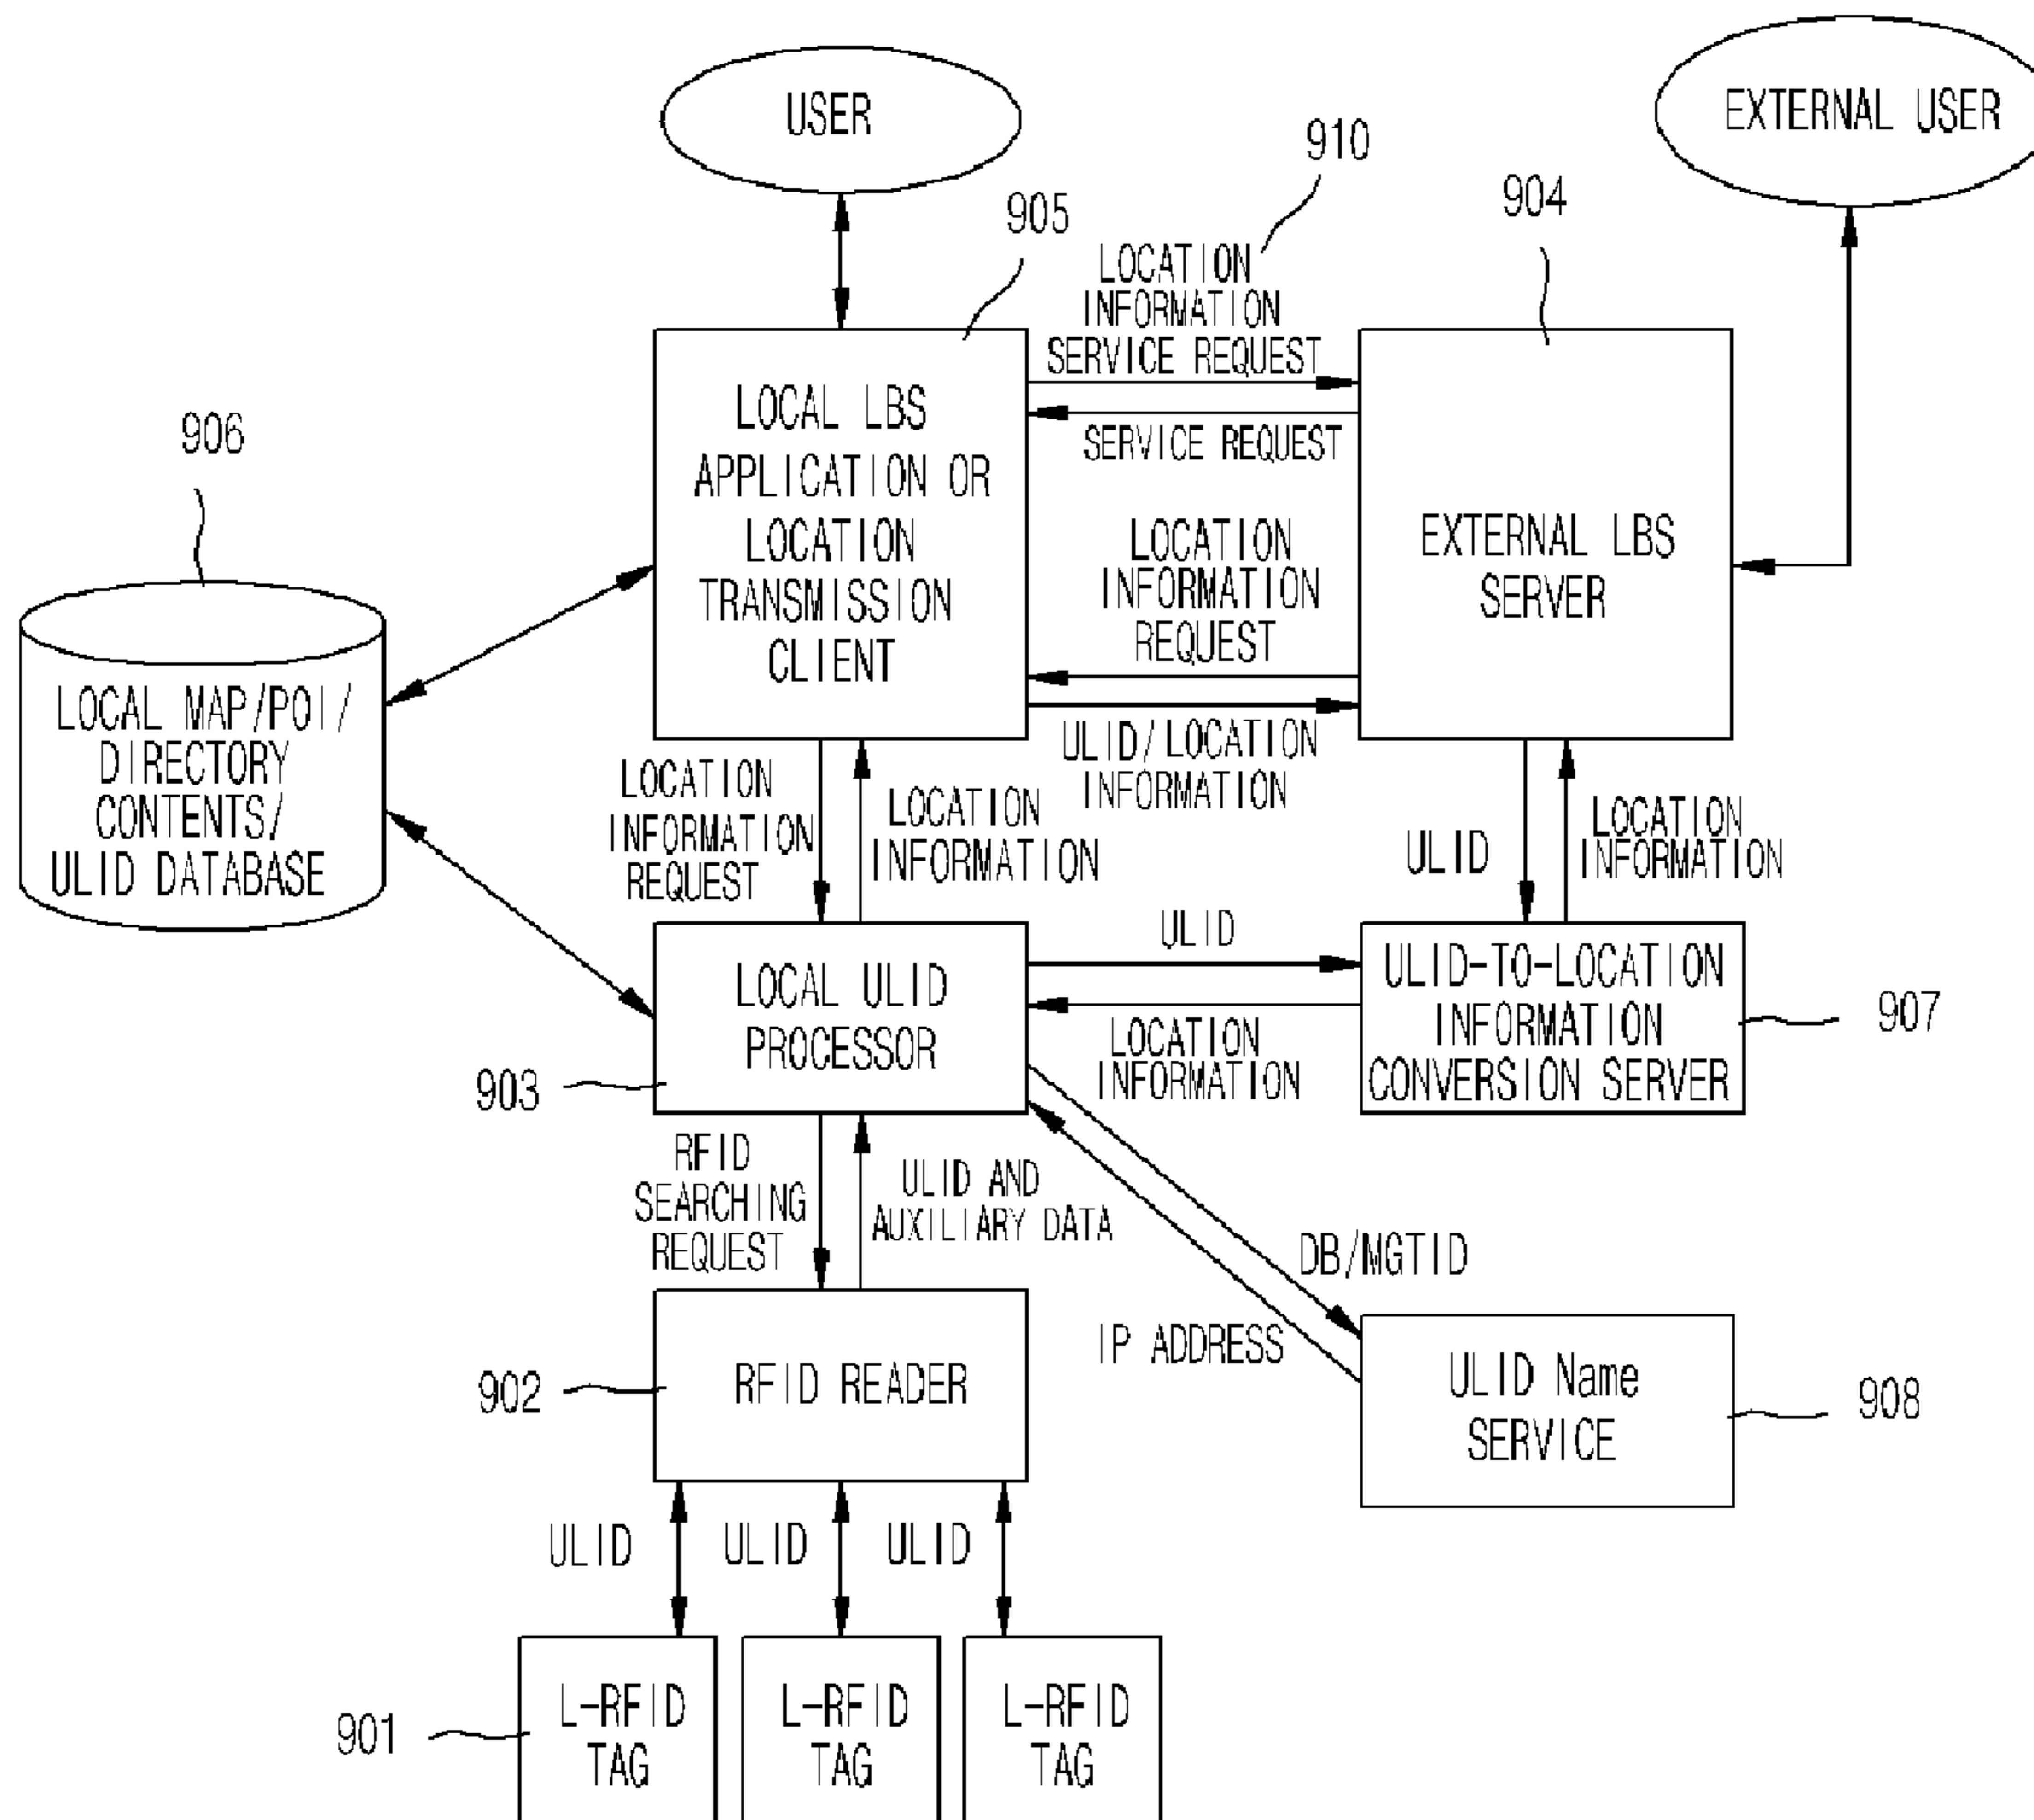 USER
EXTERNAL USER
910
905
904
LOCATION
INFORMATION
SERVICE REQUEST
906
LOCAL LBS
APPLICATION OR
LOCATION
TRANSMISSION
CLIENT
SERVICE REQUEST
LOCATION
INFORMATION
REQUEST
EXTERNAL LBS
SERVER
LOCAL MAP/POI/
DIRECTORY
CONTENTS/
ULID DATABASE
ULID/LOCATION
INFORMATION
LOCATION
INFORMATION
REQUEST
LOCATION
INFORMATION
ULID
LOCATION
INFORMATION
LOCAL ULID
PROCESSOR
903
ULID
LOCATION
INFORMATION
ULID-TO-LOCATION
INFORMATION
CONVERSION SERVER
907
RFID
SEARCHING
REQUEST
ULID AND
AUXILIARY DATA
DB/MGTID
IP ADDRESS
902
RFID READER
ULID Name
SERVICE
908
ULID
ULID
ULID
901
L-RFID
TAG
L-RFID
TAG
L-RFID
TAG